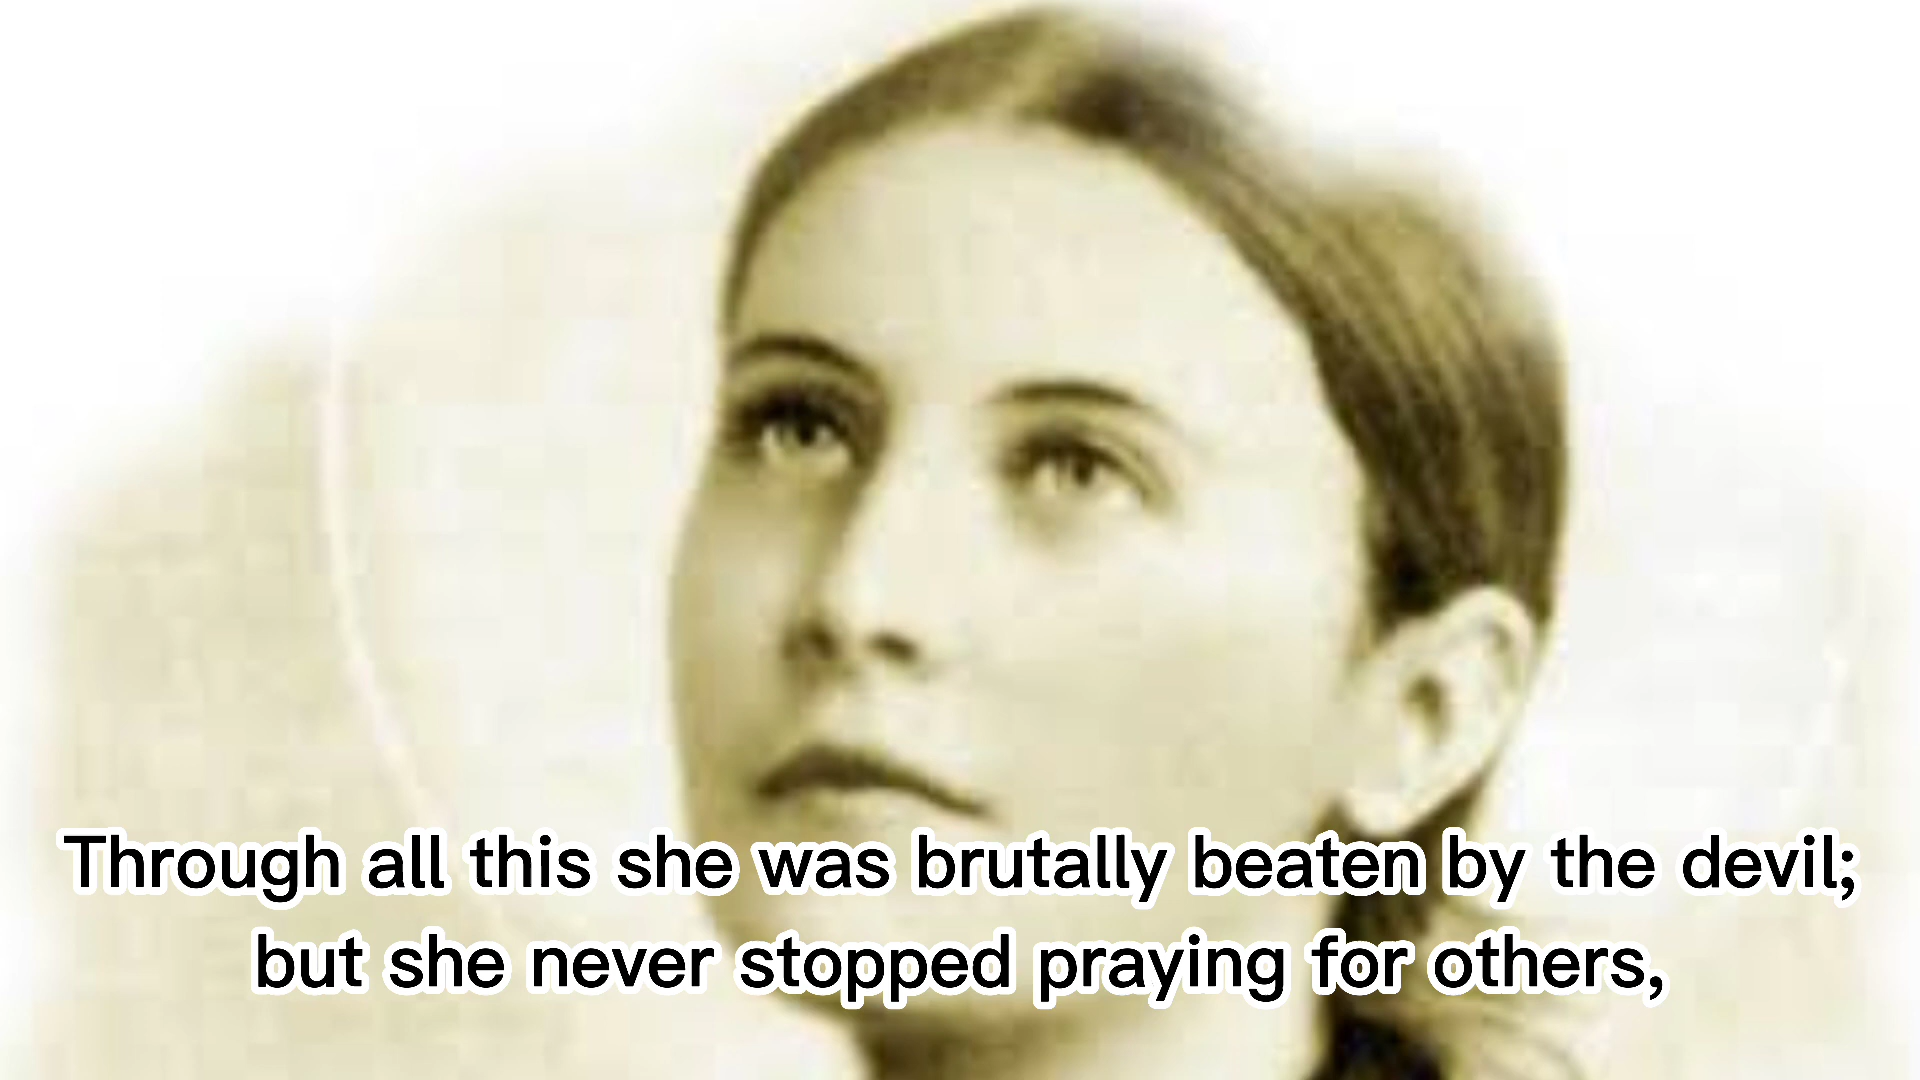 Through all this she was brutally beaten by the devil;
but she never stopped praying for others,